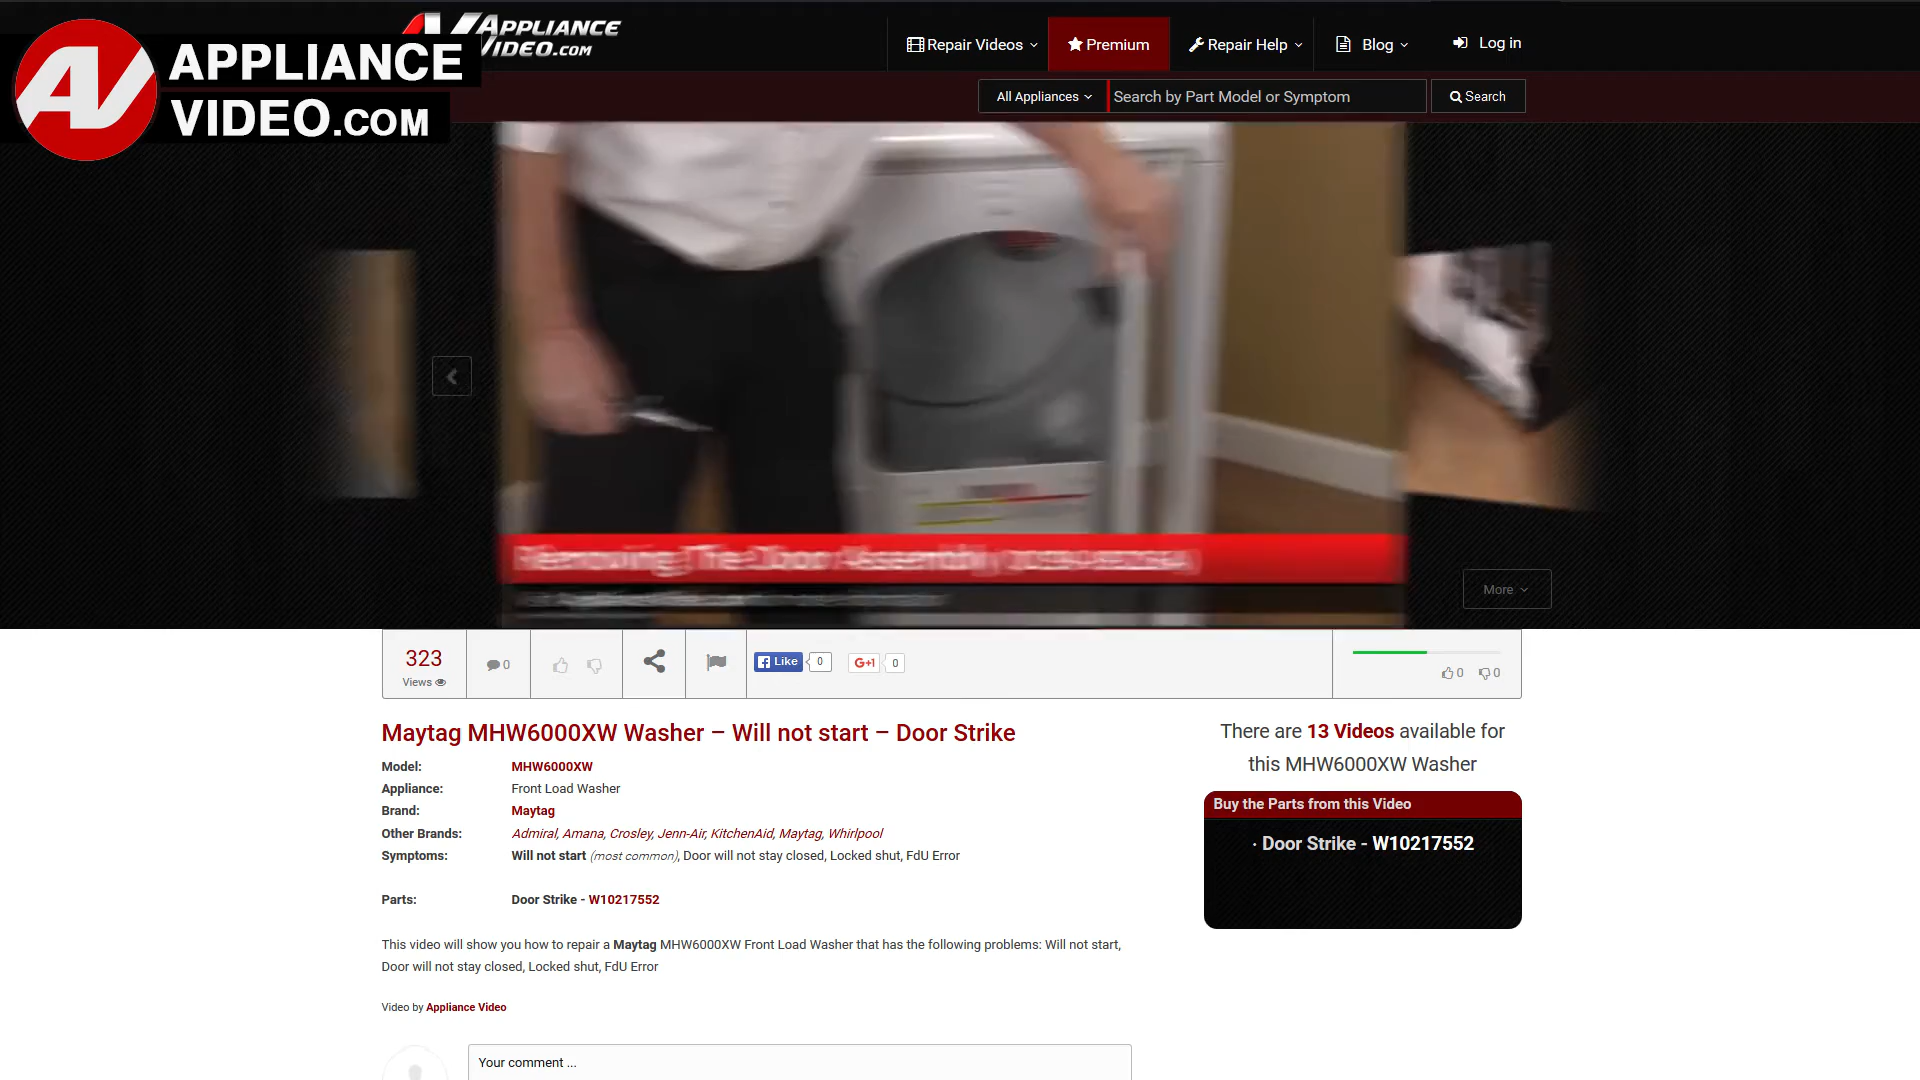 APPLIANCE
VIDEO.COM
APPLIANCE
VIDEO.COM
Repair Videos
Premium
Repair Help
Blog
Log in
All Appliances
Search by Part Model or Symptom
Search
Removing The Door Assembly
More
323
Views
0
Like
0
G+1
0
0
0
Maytag MHW6000XW Washer – Will not start – Door Strike
Model: MHW6000XW
Appliance: Front Load Washer
Brand: Maytag
Other Brands: Admiral, Amana, Crosley, Jenn-Air, KitchenAid, Maytag, Whirlpool
Symptoms: Will not start (most common), Door will not stay closed, Locked shut, FdU Error
Parts: Door Strike - W10217552
This video will show you how to repair a Maytag MHW6000XW Front Load Washer that has the following problems: Will not start,
Door will not stay closed, Locked shut, FdU Error
Video by Appliance Video
Your comment ...
There are 13 Videos available for
this MHW6000XW Washer
Buy the Parts from this Video
· Door Strike - W10217552